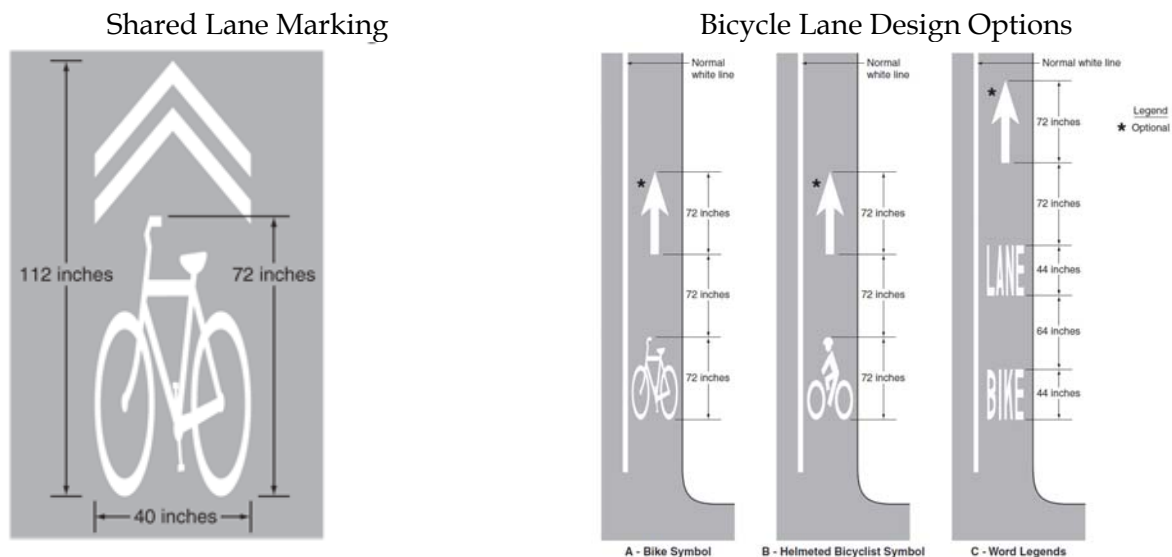 Shared Lane Marking
112 inches
72 inches
40 inches
Bicycle Lane Design Options
Normal
white line
*
72 inches
72 inches
72 inches
A - Bike Symbol
Normal
white line
*
72 inches
72 inches
72 inches
B - Helmeted Bicyclist Symbol
Normal white line
*
72 inches
72 inches
LANE
44 inches
64 inches
BIKE
44 inches
C - Word Legends
Legend
* Optional